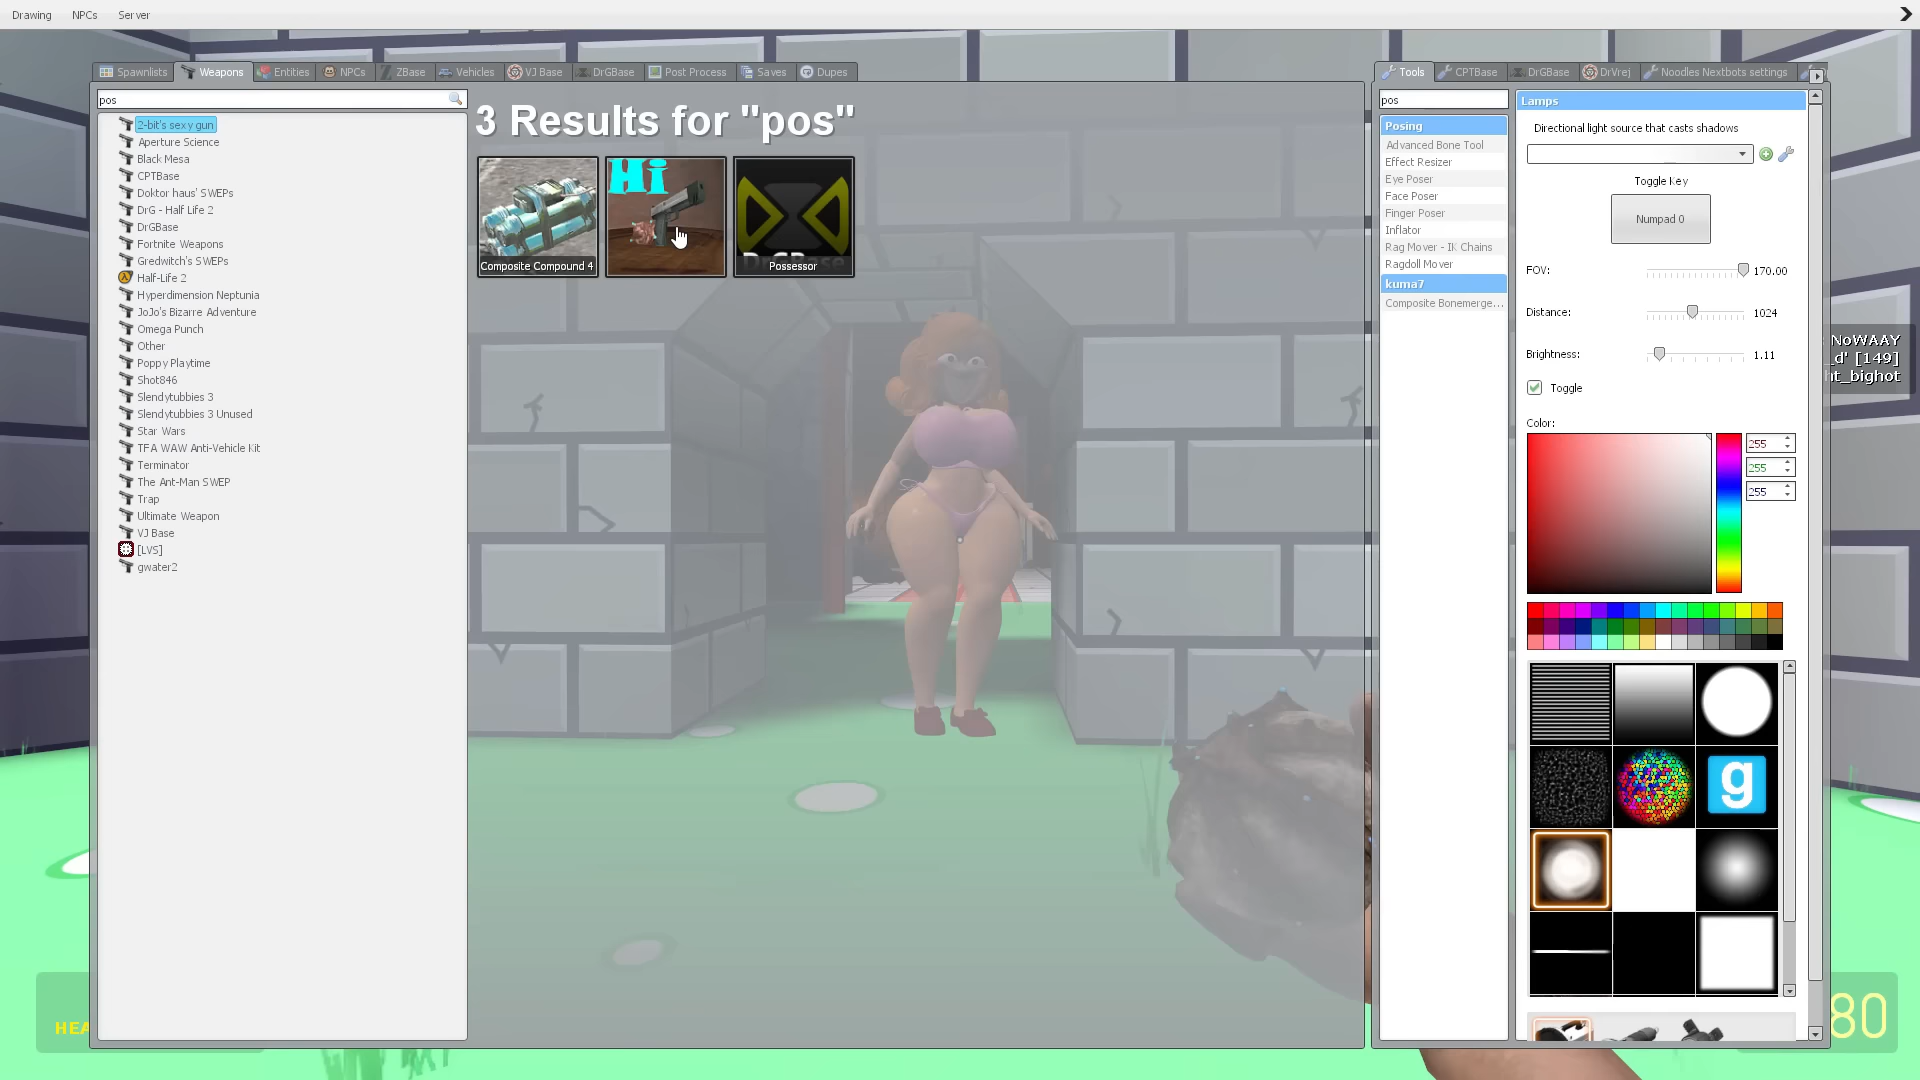 Drawing NPCs Server
Spawnlists Weapons Entities NPCs ZBase Vehicles VJ Base DrGBase Post Process Saves Dupes
pos
2-bit's sexy gun
Aperture Science
Black Mesa
CPTBase
Doktor haus' SWEPs
DrG - Half Life 2
DrGBase
Fortnite Weapons
Gredwitch's SWEPs
Half-Life 2
Hyperdimension Neptunia
JoJo's Bizarre Adventure
Omega Punch
Other
Poppy Playtime
Shot846
Slendytubbies 3
Slendytubbies 3 Unused
Star Wars
TFA WAW Anti-Vehicle Kit
Terminator
The Ant-Man SWEP
Trap
Ultimate Weapon
VJ Base
[LVS]
gwater2
3 Results for "pos"
Composite Compound 4
Hi
Possessor
Tools CPTBase DrGBase DrVrej Noodles Nextbots settings
pos
Posing
Advanced Bone Tool
Effect Resizer
Eye Poser
Face Poser
Finger Poser
Inflator
Rag Mover - IK Chains
Ragdoll Mover
kuma7
Composite Bonemerge...
Lamps
Directional light source that casts shadows
Toggle Key
Numpad 0
FOV: 170.00
Distance: 1024
Brightness: 1.11
Toggle
Color:
255
255
255
g
NoWAAY
_d' [149]
ht_bighot
HEA
80